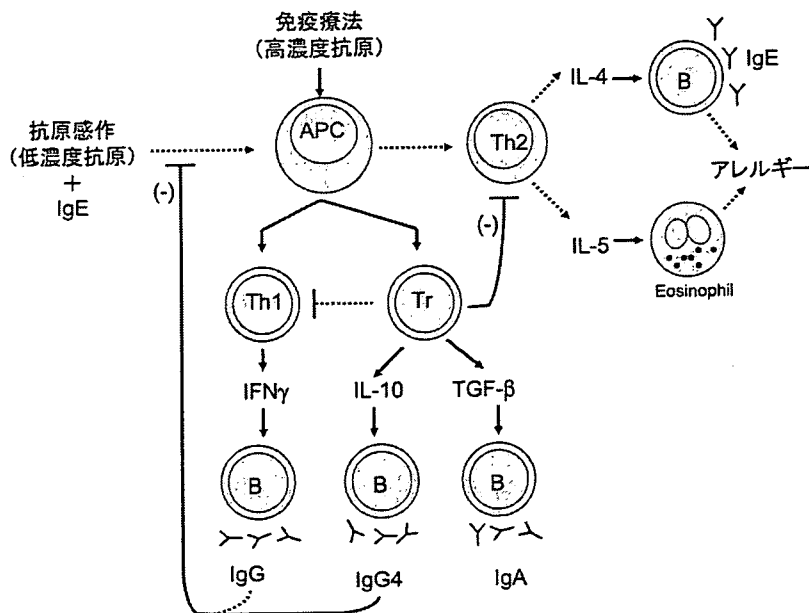 免疫療法
(高濃度抗原)
抗原感作
(低濃度抗原)
+
IgE
(-)
APC
Th2
IL-4
B
IgE
アレルギー
(-)
IL-5
Eosinophil
Th1
Tr
IFNγ
IL-10
TGF-β
B
B
B
IgG
IgG4
IgA